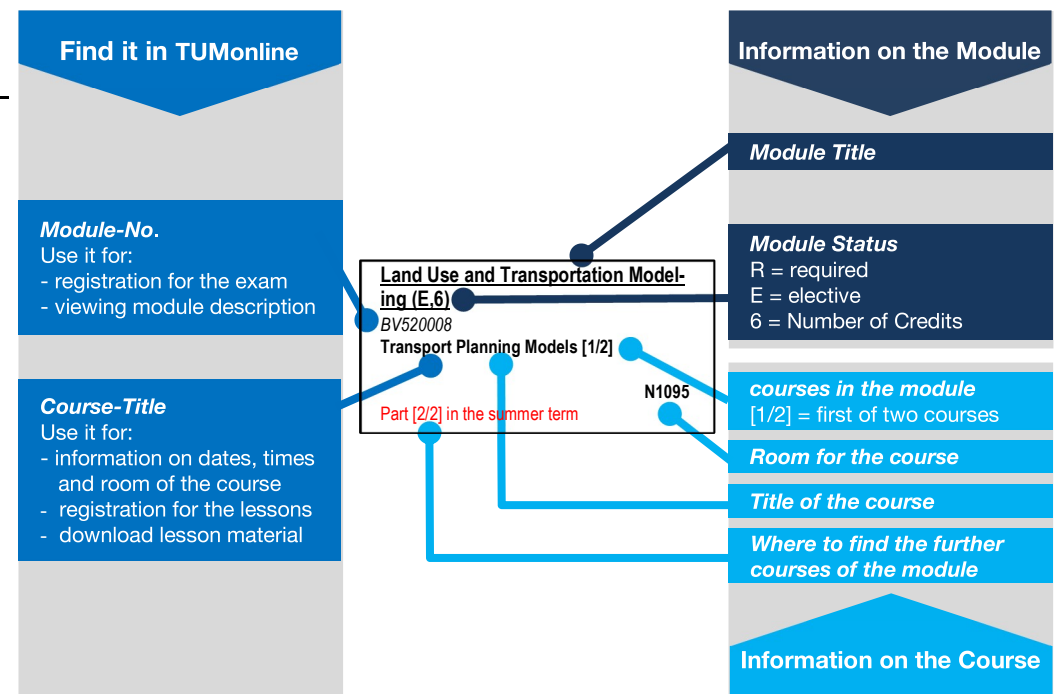 Find it in TUMonline
Module-No.
Use it for:
- registration for the exam
- viewing module description
Course-Title
Use it for:
- information on dates, times
and room of the course
- registration for the lessons
- download lesson material
Land Use and Transportation Model-
ing (E,6)
BV520008
Transport Planning Models [1/2]
N1095
Part [2/2] in the summer term
Information on the Module
Module Title
Module Status
R = required
E = elective
6 = Number of Credits
courses in the module
[1/2] = first of two courses
Room for the course
Title of the course
Where to find the further
courses of the module
Information on the Course